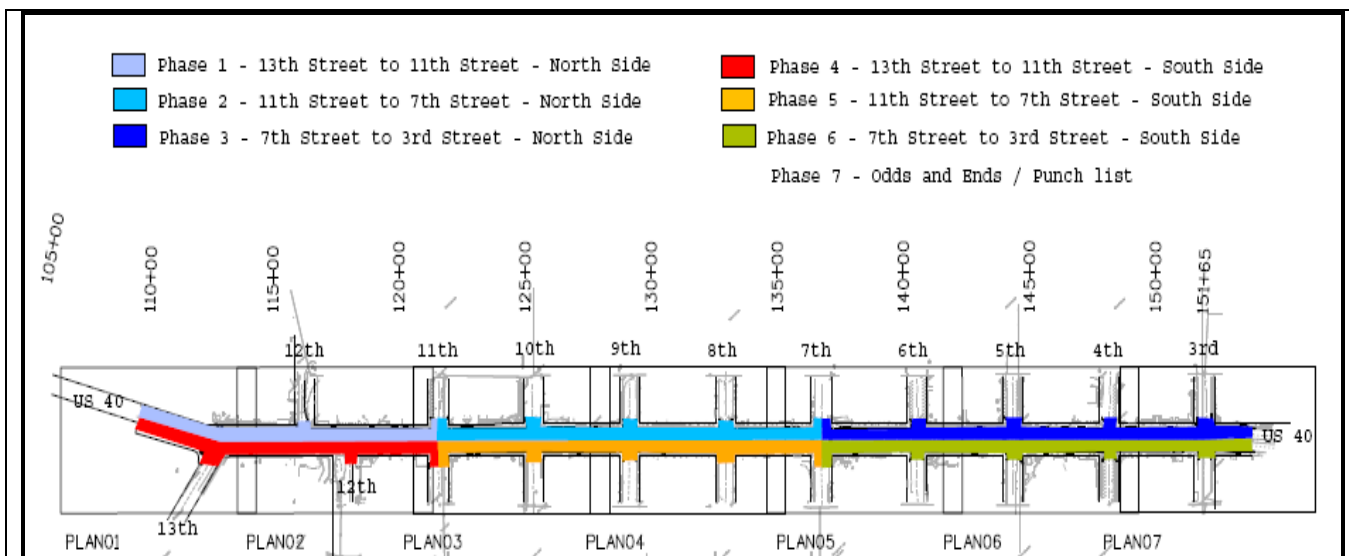 Phase 1 - 13th Street to 11th Street - North Side
Phase 2 - 11th Street to 7th Street - North Side
Phase 3 - 7th Street to 3rd Street - North Side
Phase 4 - 13th Street to 11th Street - South Side
Phase 5 - 11th Street to 7th Street - South Side
Phase 6 - 7th Street to 3rd Street - South Side
Phase 7 - Odds and Ends / Punch list
105+00
110+00
115+00
120+00
125+00
130+00
135+00
140+00
145+00
150+00
151+65
12th
11th
10th
9th
8th
7th
6th
5th
4th
3rd
US 40
US 40
12th
13th
PLAN01
PLAN02
PLAN03
PLAN04
PLAN05
PLAN06
PLAN07